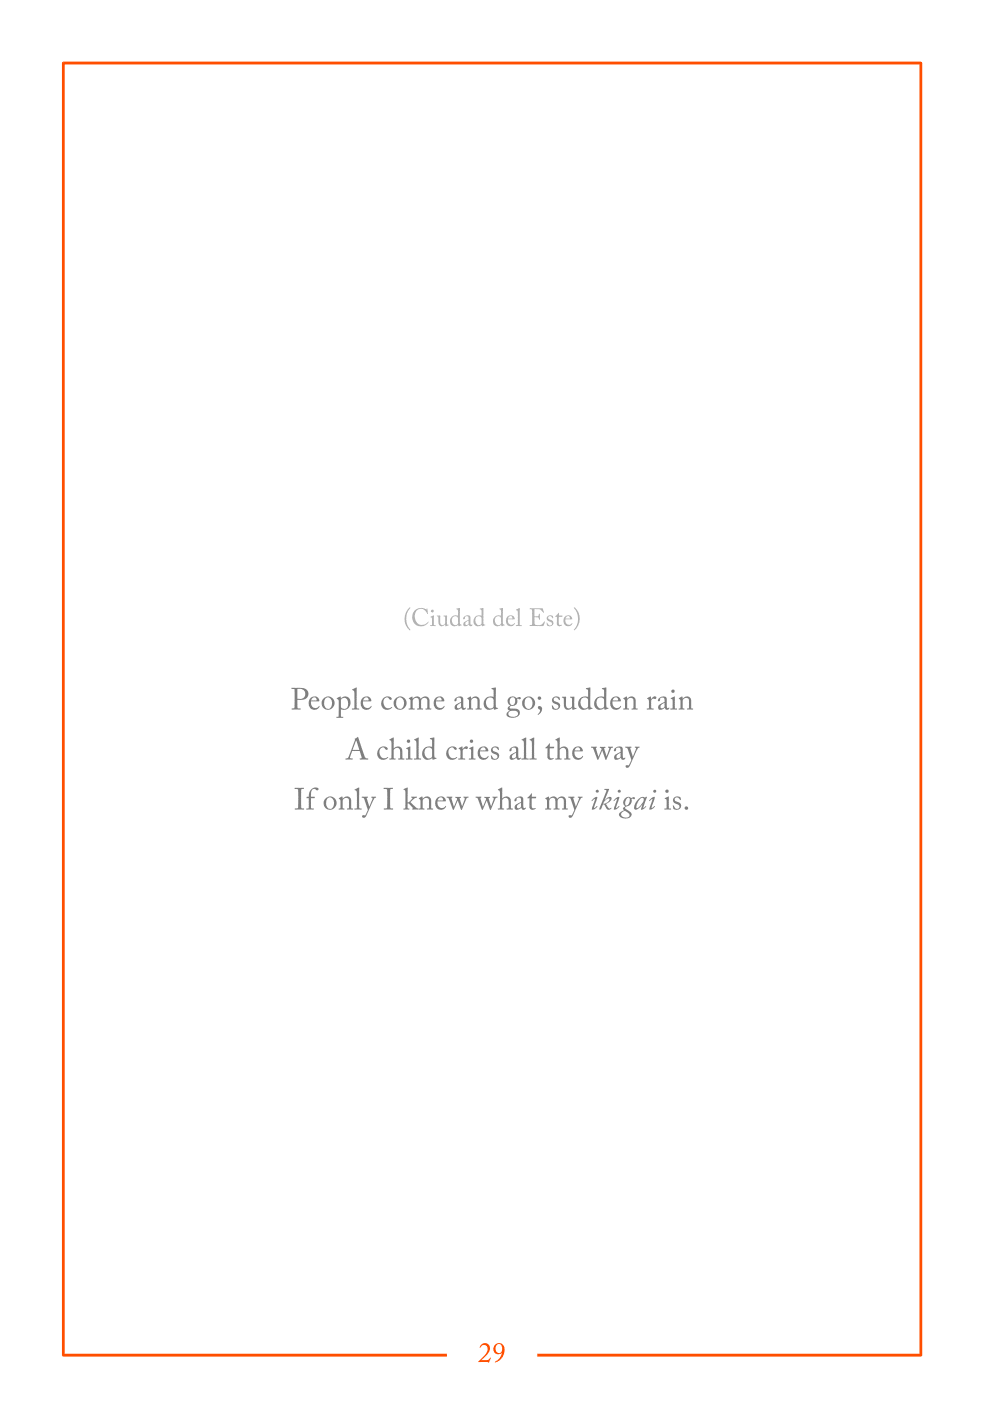 (Ciudad del Este)
People come and go; sudden rain
A child cries all the way
If only I knew what my ikigai is.
29